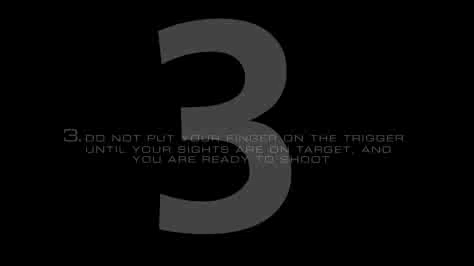 3
3. DO NOT PUT YOUR FINGER ON THE TRIGGER
UNTIL YOUR SIGHTS ARE ON TARGET, AND
YOU ARE READY TO SHOOT